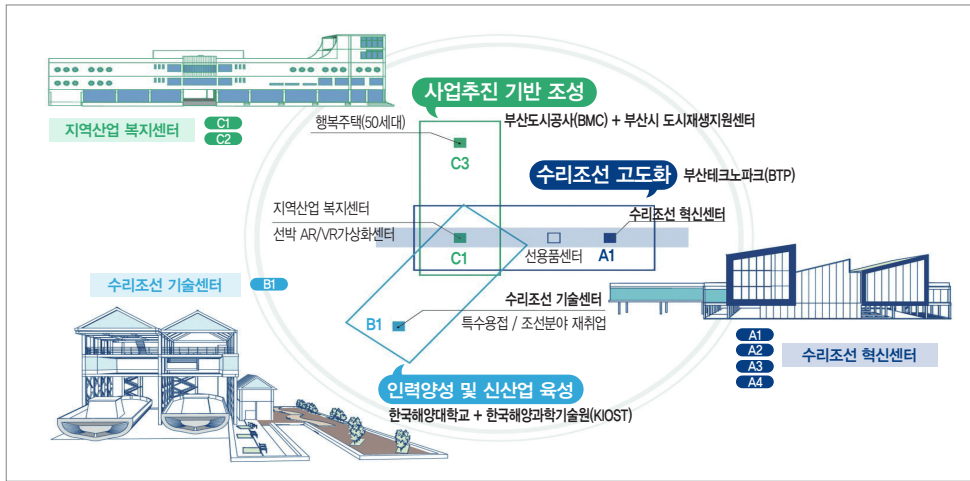 사업추진 기반 조성
부산도시공사(BMC) + 부산시 도시재생지원센터
지역산업 복지센터
C1
C2
행복주택(50세대)
C3
수리조선 고도화
부산테크노파크(BTP)
지역산업 복지센터
선박 AR/VR가상화센터
C1
선용품센터
수리조선 혁신센터
A1
수리조선 기술센터
B1
B1
수리조선 기술센터
특수용접 / 조선분야 재취업
A1
A2
A3
A4
수리조선 혁신센터
인력양성 및 신산업 육성
한국해양대학교 + 한국해양과학기술원(KIOST)